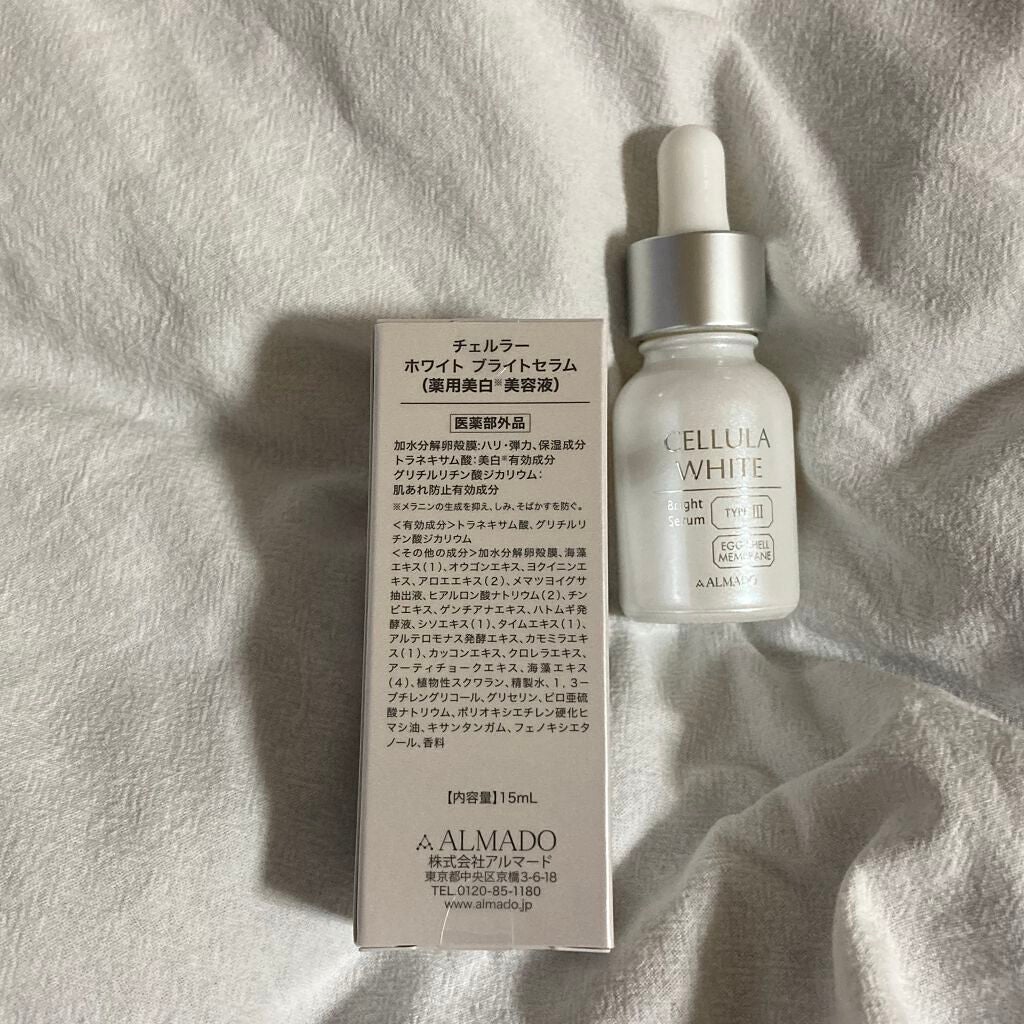 チェルラー
ホワイト ブライトセラム
(薬用美白※美容液)
医薬部外品
加水分解卵殻膜:ハリ・弾力、保湿成分
トラネキサム酸:美白※有効成分
グリチルリチン酸ジカリウム:
肌あれ防止有効成分
※メラニンの生成を抑え、しみ、そばかすを防ぐ。
<有効成分>トラネキサム酸、グリチルリ
チン酸ジカリウム
<その他の成分>加水分解卵殻膜、海藻
エキス(1)、オウゴンエキス、ヨクイニンエ
キス、アロエエキス(2)、メマツヨイグサ
抽出液、ヒアルロン酸ナトリウム(2)、チン
ピエキス、ゲンチアナエキス、ハトムギ発
酵液、シソエキス(1)、タイムエキス(1)、
アルテロモナス発酵エキス、カモミラエキ
ス(1)、カッコンエキス、クロレラエキス、
アーティチョークエキス、海藻エキス
(4)、植物性スクワラン、精製水、1,3-
ブチレングリコール、グリセリン、ピロ亜硫
酸ナトリウム、ポリオキシエチレン硬化ヒ
マシ油、キサンタンガム、フェノキシエタ
ノール、香料
【内容量】15mL
ALMADO
株式会社アルマード
東京都中央区京橋3-6-18
TEL.0120-85-1180
www.almado.jp
CELLULA
WHITE
Bright
Serum
TYPE III
EGG SHELL
MEMBRANE
ALMADO